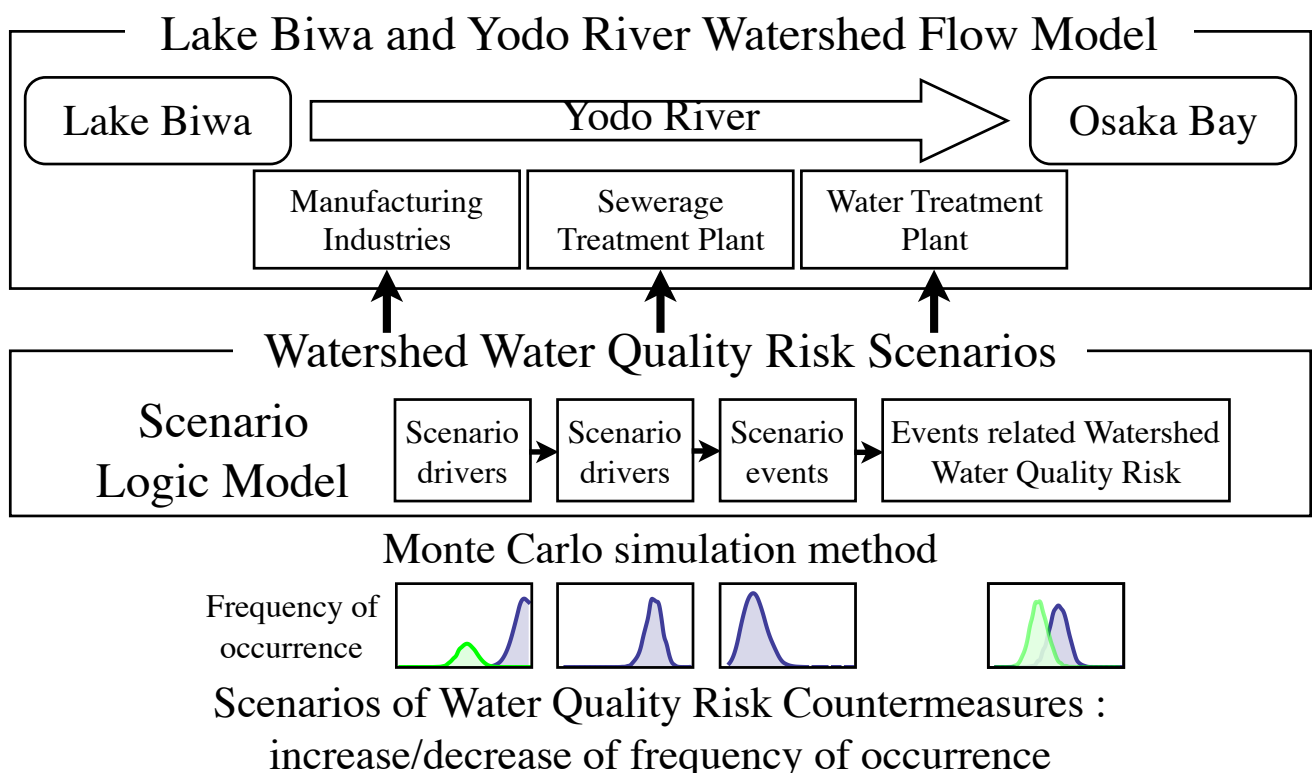 Lake Biwa and Yodo River Watershed Flow Model
Lake Biwa
Yodo River
Osaka Bay
Manufacturing
Industries
Sewerage
Treatment Plant
Water Treatment
Plant
Watershed Water Quality Risk Scenarios
Scenario
Logic Model
Scenario
drivers
Scenario
drivers
Scenario
events
Events related Watershed
Water Quality Risk
Monte Carlo simulation method
Frequency of
occurrence
Scenarios of Water Quality Risk Countermeasures :
increase/decrease of frequency of occurrence